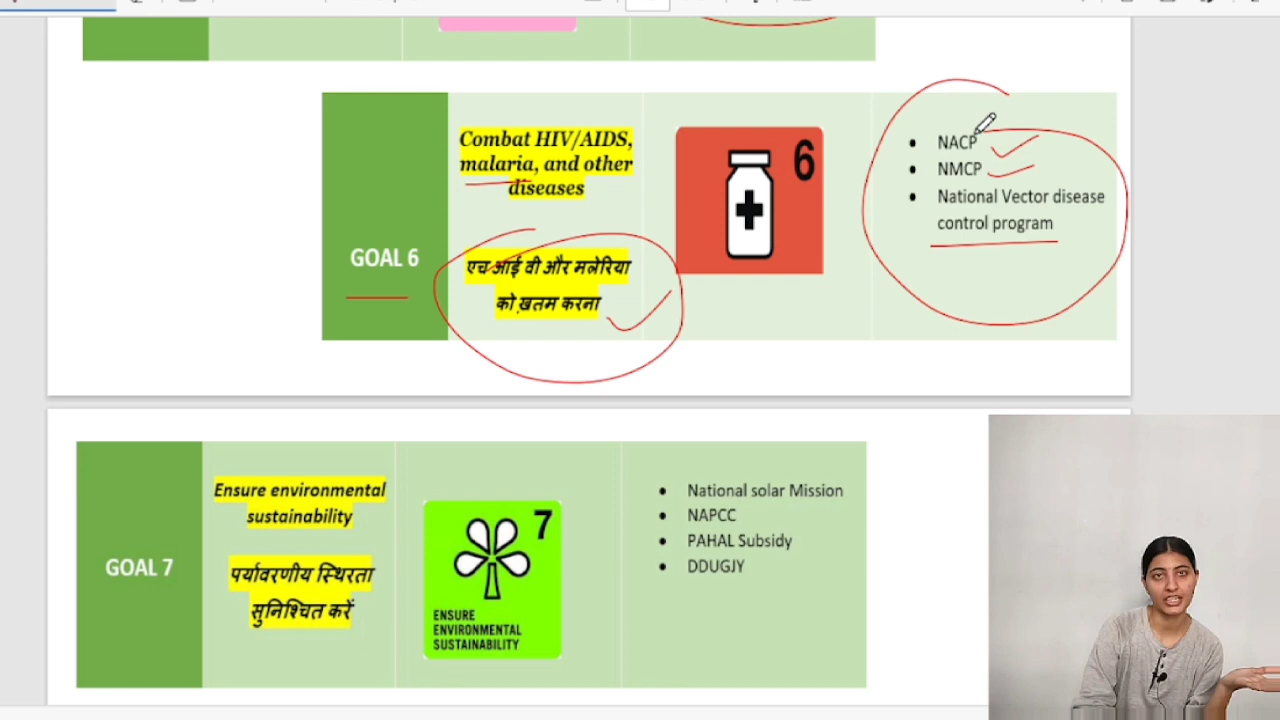 GOAL 6
Combat HIV/AIDS,
malaria, and other
diseases
एच आई वी और मलेरिया
को ख़तम करना
6
• NACP
• NMCP
• National Vector disease
control program
GOAL 7
Ensure environmental
sustainability
पर्यावरणीय स्थिरता
सुनिश्चित करें
7
ENSURE
ENVIRONMENTAL
SUSTAINABILITY
• National solar Mission
• NAPCC
• PAHAL Subsidy
• DDUGJY